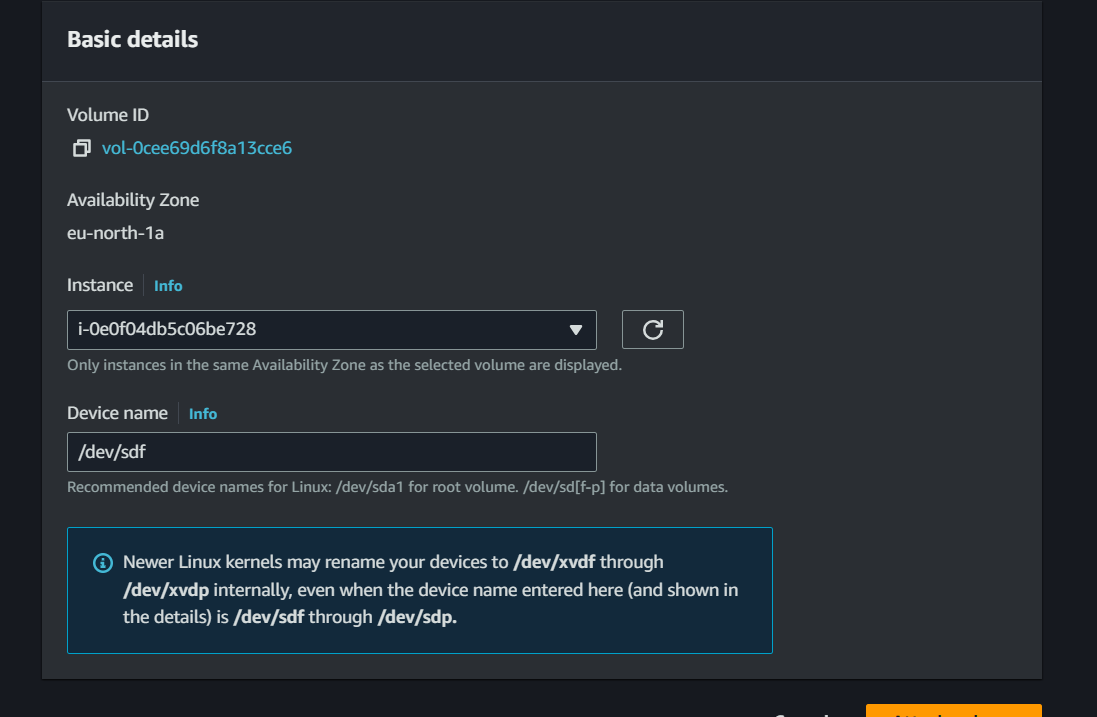 Basic details
Volume ID
vol-0cee69d6f8a13cce6
Availability Zone
eu-north-1a
Instance
Info
i-0e0f04db5c06be728
Only instances in the same Availability Zone as the selected volume are displayed.
Device name
Info
/dev/sdf
Recommended device names for Linux: /dev/sda1 for root volume. /dev/sd[f-p] for data volumes.
Newer Linux kernels may rename your devices to /dev/xvdf through
/dev/xvdp internally, even when the device name entered here (and shown in
the details) is /dev/sdf through /dev/sdp.